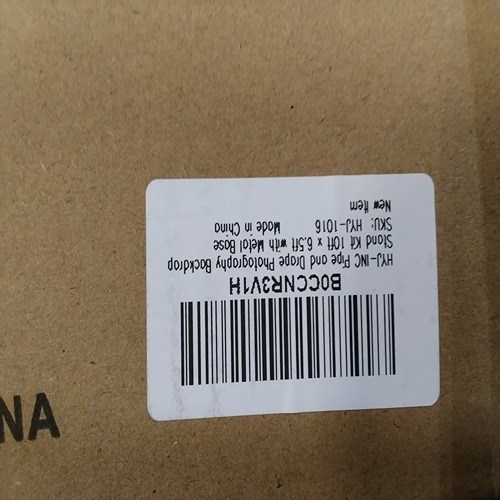 B0CCNR3V1H
HYJ-INC Pipe and Drape Photography Backdrop
Stand Kit 10ft x 6.5ft with Metal Base
SKU: HYJ-1016 Made in China
New Item
NA